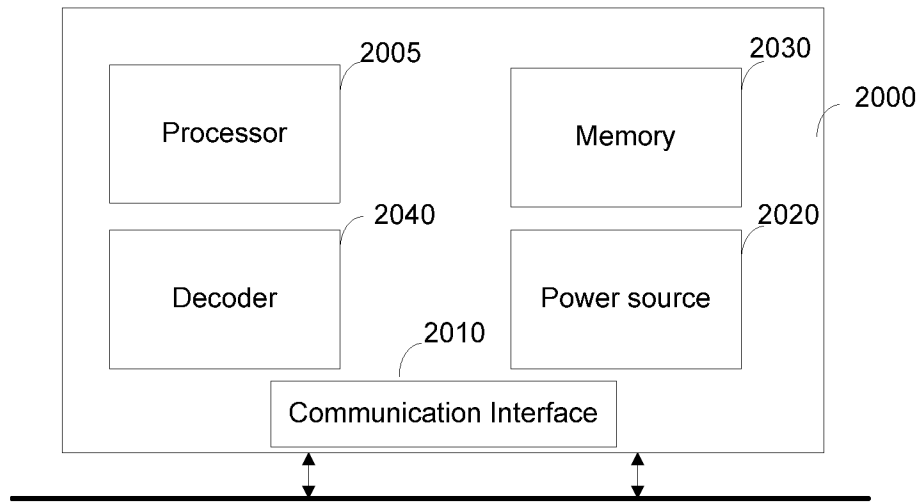 2005
2030
2000
Processor
Memory
2040
2020
Decoder
Power source
2010
Communication Interface